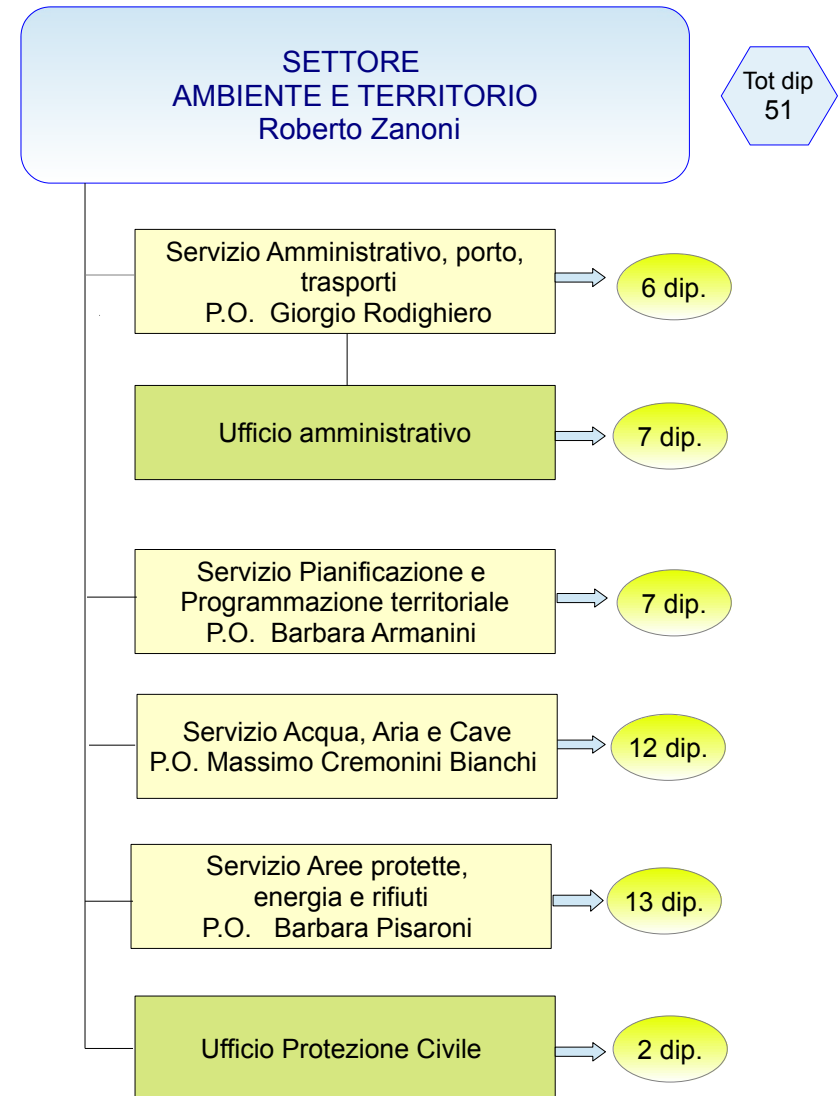 SETTORE
AMBIENTE E TERRITORIO
Roberto Zanoni
Tot dip
51
Servizio Amministrativo, porto,
trasporti
P.O. Giorgio Rodighiero
6 dip.
Ufficio amministrativo
7 dip.
Servizio Pianificazione e
Programmazione territoriale
P.O. Barbara Armanini
7 dip.
Servizio Acqua, Aria e Cave
P.O. Massimo Cremonini Bianchi
12 dip.
Servizio Aree protette,
energia e rifiuti
P.O. Barbara Pisaroni
13 dip.
Ufficio Protezione Civile
2 dip.